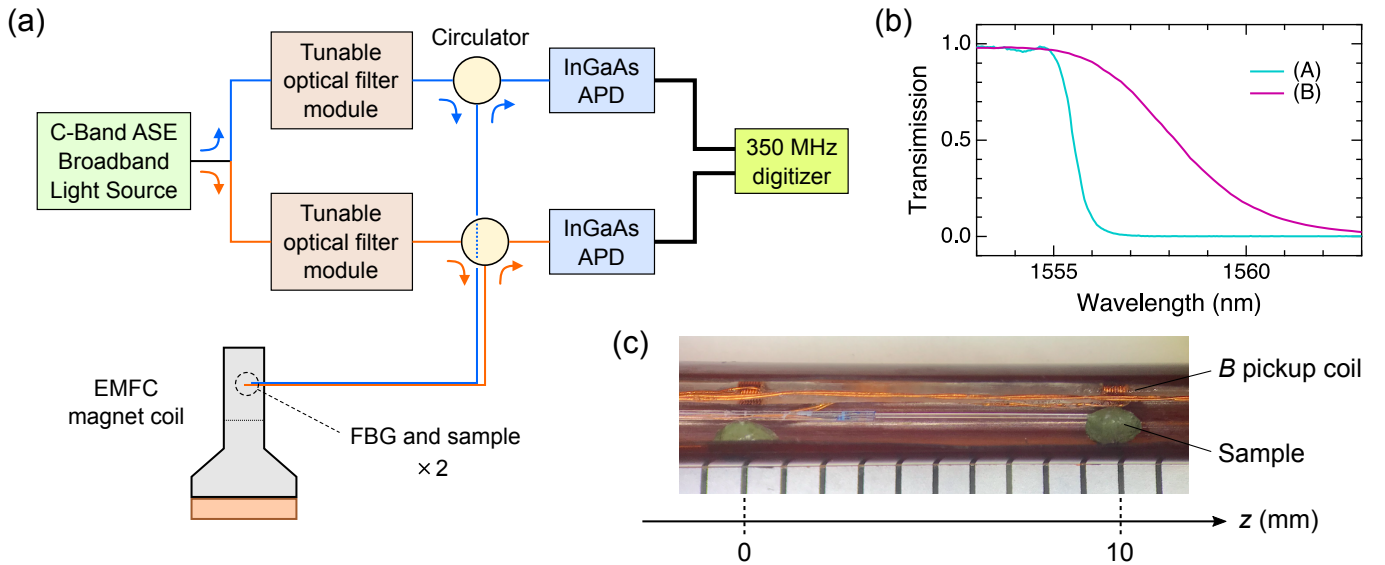 (a)
Circulator
Tunable
optical filter
module
InGaAs
APD
C-Band ASE
Broadband
Light Source
350 MHz
digitizer
Tunable
optical filter
module
InGaAs
APD
EMFC
magnet coil
FBG and sample
× 2
(b)
Transimission
1.0
0.5
0.0
(A)
(B)
1555
1560
Wavelength (nm)
(c)
B pickup coil
Sample
z (mm)
0
10